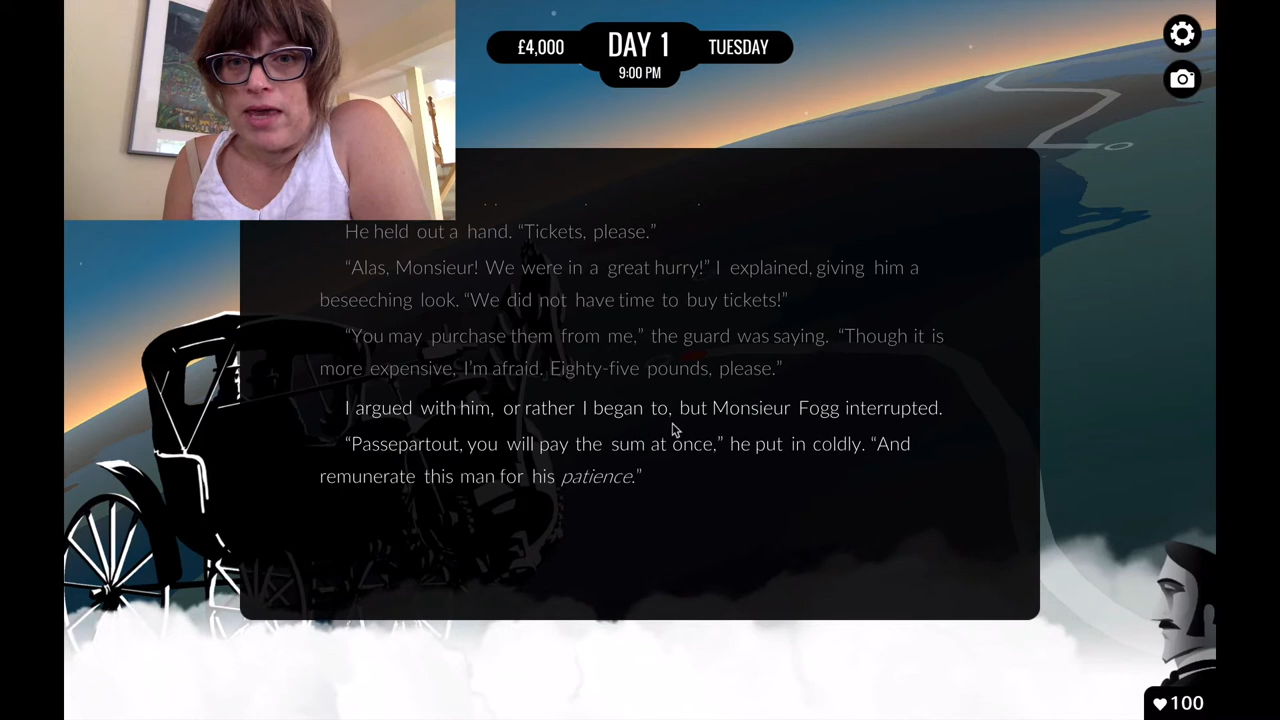 £4,000
DAY 1
TUESDAY
9:00 PM
He held out a hand. “Tickets, please.”
“Alas, Monsieur! We were in a great hurry!” I explained, giving him a
beseeching look. “We did not have time to buy tickets!”
“You may purchase them from me,” the guard was saying. “Though it is
more expensive, I’m afraid. Eighty-five pounds, please.”
I argued with him, or rather I began to, but Monsieur Fogg interrupted.
“Passepartout, you will pay the sum at once,” he put in coldly. “And
remunerate this man for his patience.”
100